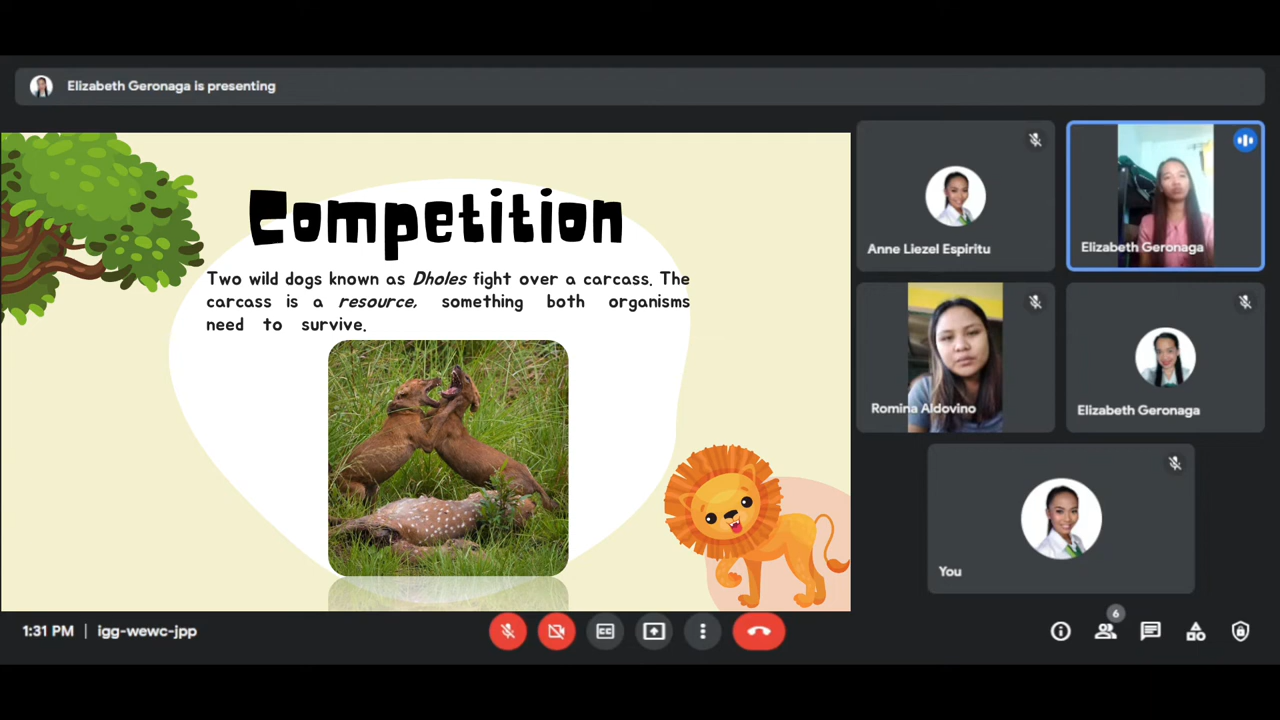 Elizabeth Geronaga is presenting
Competition
Two wild dogs known as Dholes fight over a carcass. The
carcass is a resource, something both organisms
need to survive.
Anne Liezel Espiritu
Elizabeth Geronaga
Romina Aldovino
Elizabeth Geronaga
You
1:31 PM | igg-wewc-jpp
6